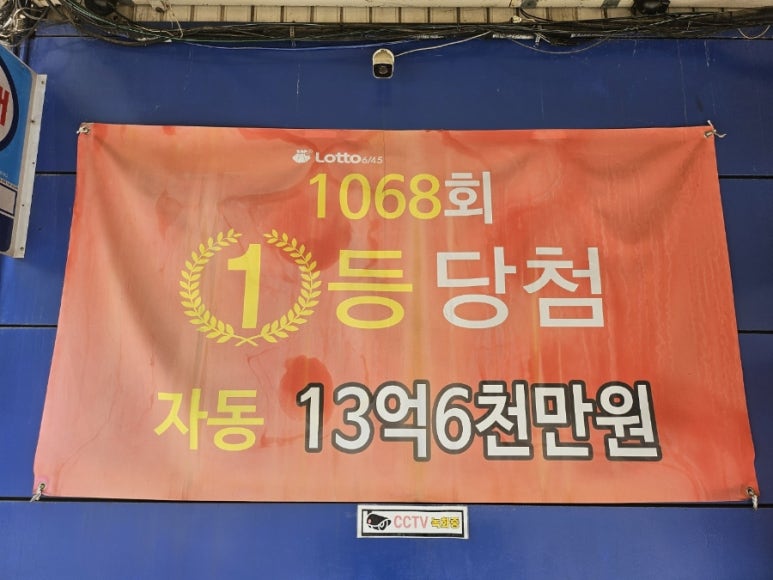 Lotto 6/45
1068회
1등 당첨
자동 13억6천만원
CCTV 녹화중